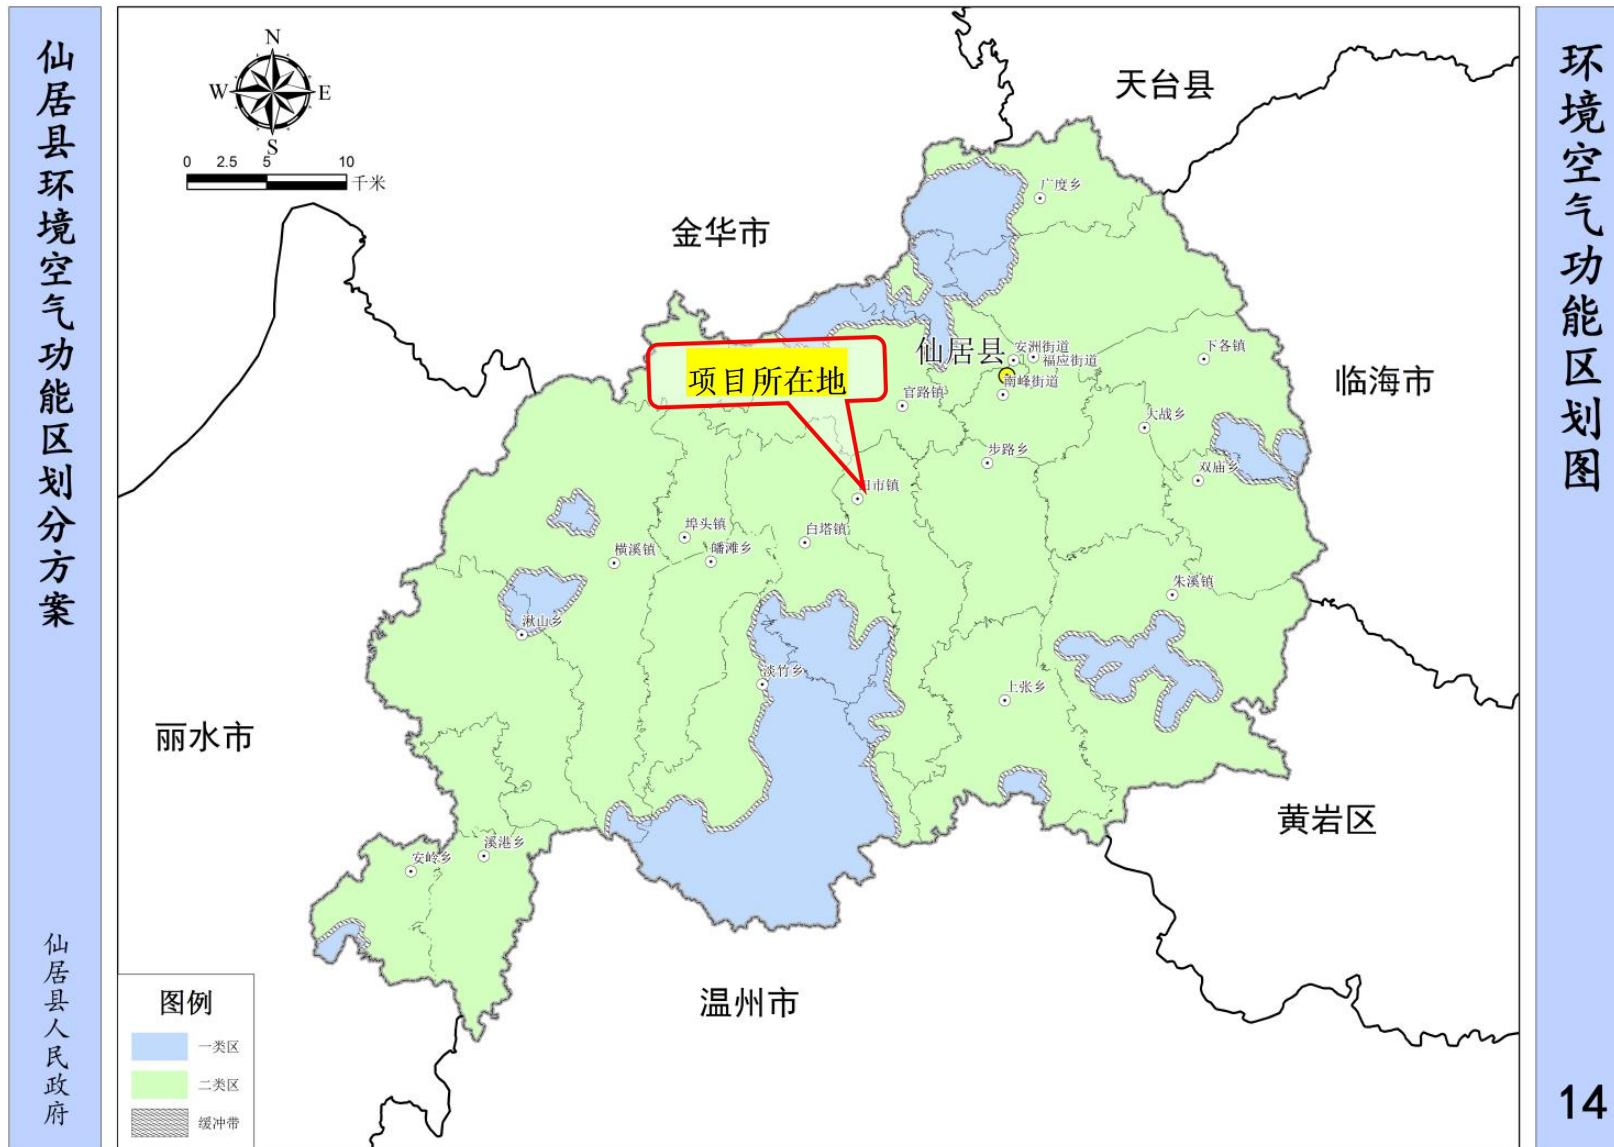 仙居县环境空气功能区划分方案
仙居县人民政府
环境空气功能区划图
14
N
W
E
S
0 2.5 5 10
千米
天台县
金华市
临海市
丽水市
黄岩区
温州市
广度乡
仙居县
安洲街道
福应街道
南峰街道
下各镇
项目所在地
官路镇
大战乡
步路乡
双庙乡
田市镇
埠头镇
白塔镇
横溪镇
皤滩乡
朱溪镇
湫山乡
淡竹乡
上张乡
溪港乡
安岭乡
图例
一类区
二类区
缓冲带